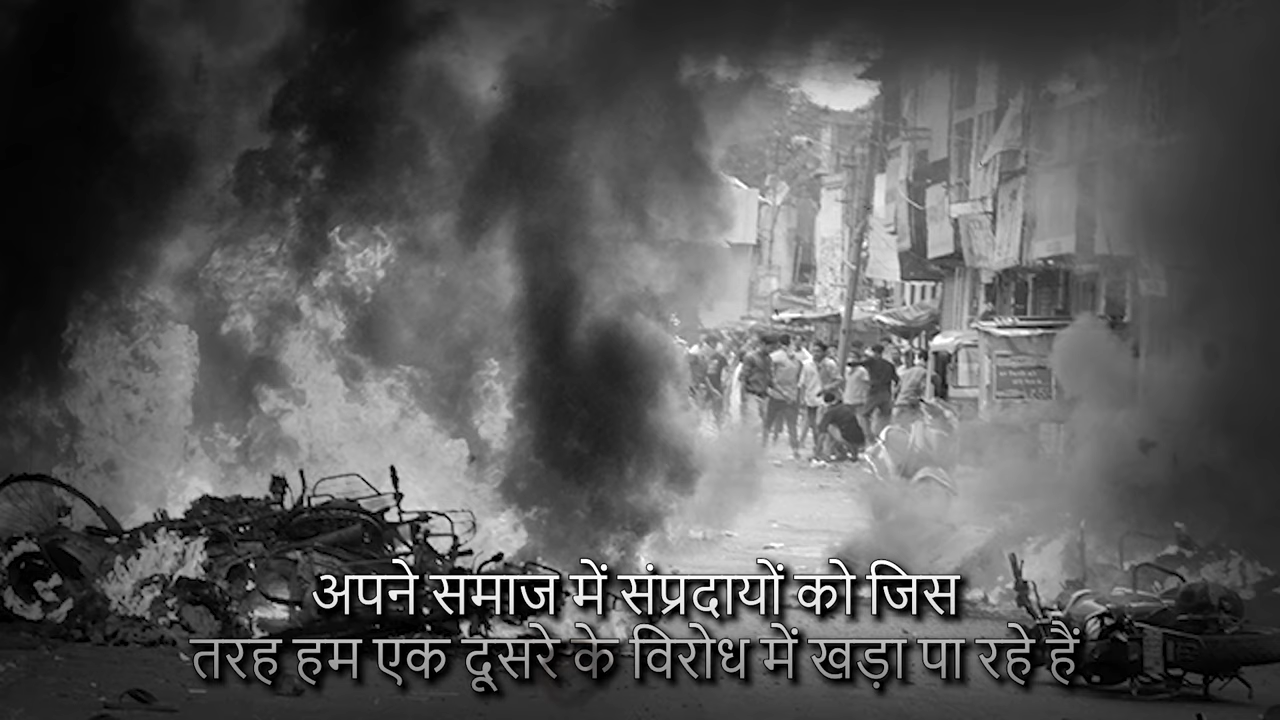 अपने समाज में संप्रदायों को जिस
तरह हम एक दूसरे के विरोध में खड़ा पा रहे हैं